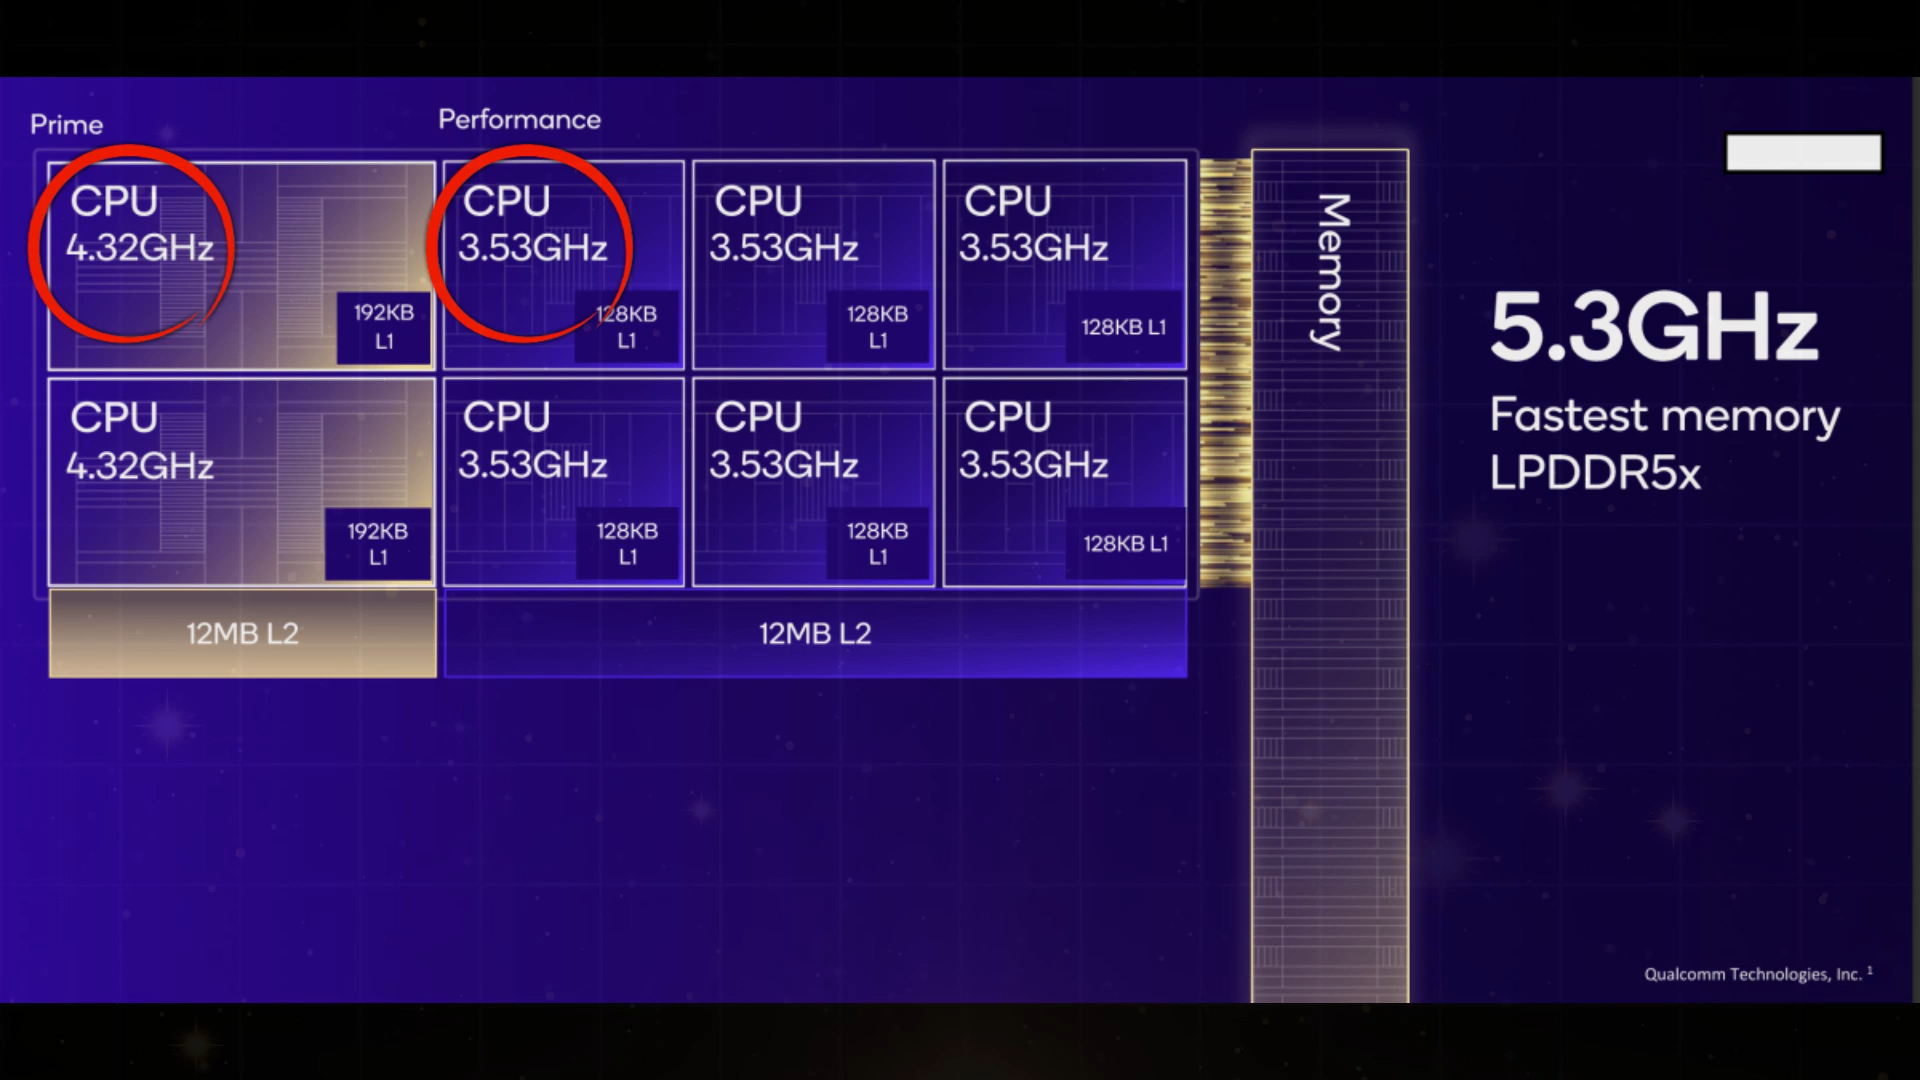 Prime
Performance
CPU
4.32GHz
192KB
L1
CPU
3.53GHz
128KB
L1
CPU
3.53GHz
128KB
L1
CPU
3.53GHz
128KB L1
CPU
4.32GHz
192KB
L1
CPU
3.53GHz
128KB
L1
CPU
3.53GHz
128KB
L1
CPU
3.53GHz
128KB L1
12MB L2
12MB L2
Memory
5.3GHz
Fastest memory
LPDDR5x
Qualcomm Technologies, Inc. 1